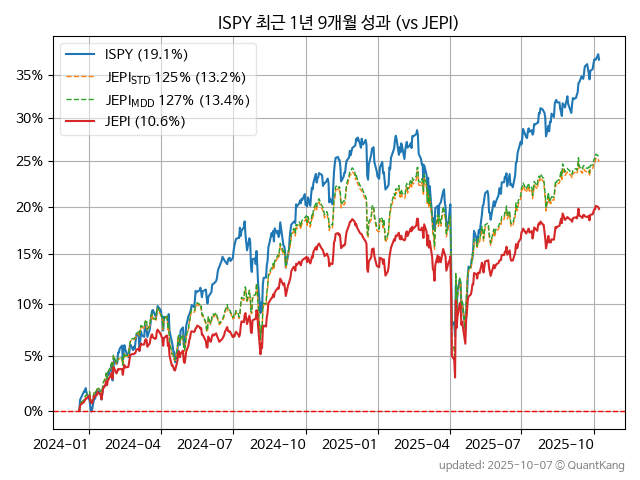 ISPY 최근 1년 9개월 성과 (vs JEPI)
ISPY (19.1%)
JEPI_STD 125% (13.2%)
JEPI_MDD 127% (13.4%)
JEPI (10.6%)
35%
30%
25%
20%
15%
10%
5%
0%
2024-01 2024-04 2024-07 2024-10 2025-01 2025-04 2025-07 2025-10
updated: 2025-10-07 © QuantKang